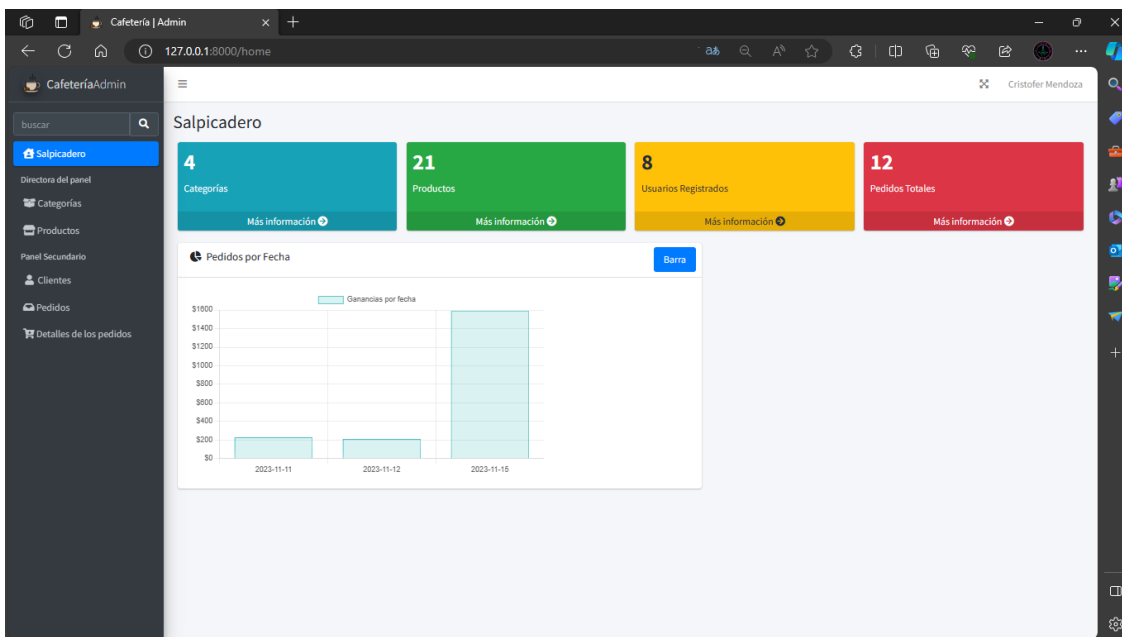 Cafetería | Admin
127.0.0.1:8000/home
CafeteríaAdmin
Cristofer Mendoza
buscar
Salpicadero
Directora del panel
Categorías
Productos
Panel Secundario
Clientes
Pedidos
Detalles de los pedidos
Salpicadero
4
Categorías
Más información
21
Productos
Más información
8
Usuarios Registrados
Más información
12
Pedidos Totales
Más información
Pedidos por Fecha
Barra
Ganancias por fecha
$1600
$1400
$1200
$1000
$800
$600
$400
$200
$0
2023-11-11 2023-11-12 2023-11-15